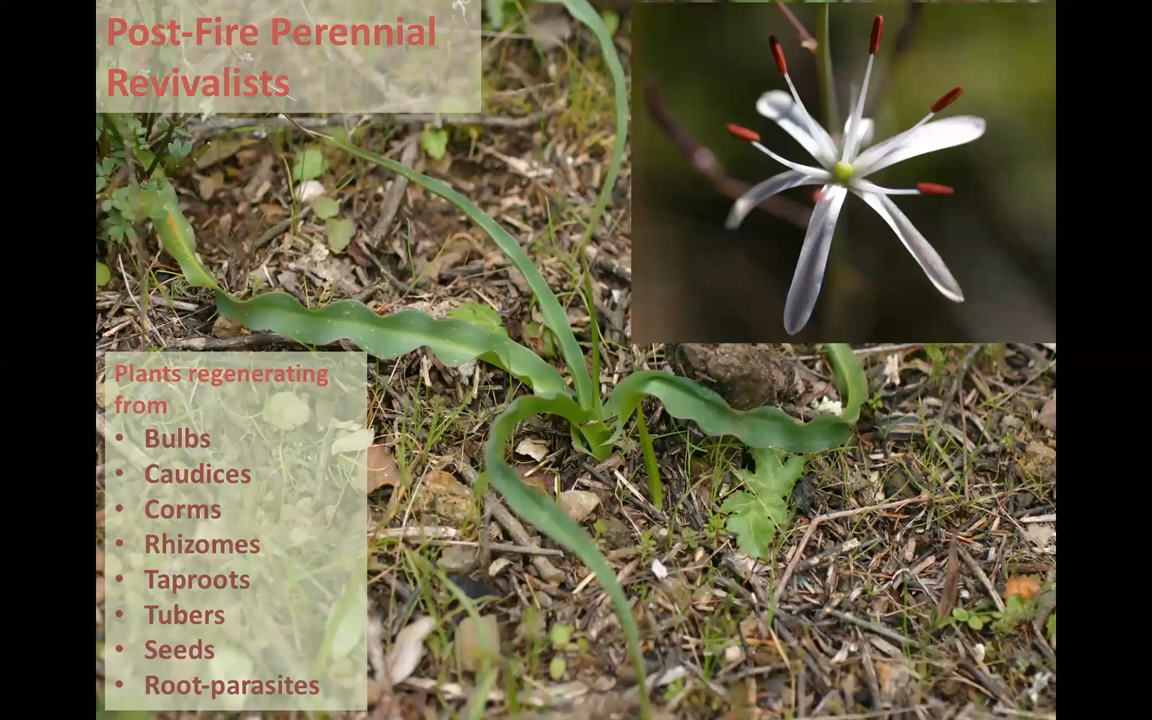 Post-Fire Perennial
Revivalists
Plants regenerating
from
• Bulbs
• Caudices
• Corms
• Rhizomes
• Taproots
• Tubers
• Seeds
• Root-parasites